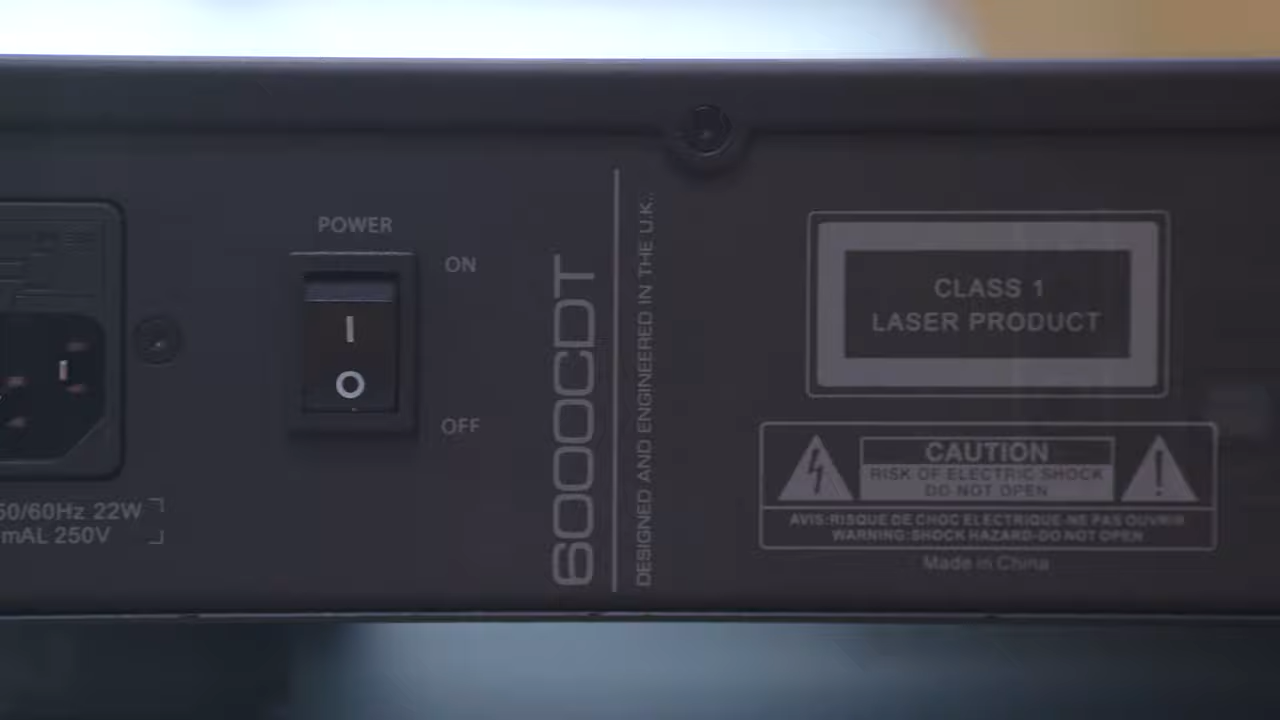 POWER
ON
I
O
OFF
50/60Hz 22W
mAL 250V
6000CDT
DESIGNED AND ENGINEERED IN THE U.K.
CLASS 1
LASER PRODUCT
CAUTION
RISK OF ELECTRIC SHOCK
DO NOT OPEN
AVIS:RISQUE DE CHOC ELECTRIQUE-NE PAS OUVRIR
WARNING:SHOCK HAZARD-DO NOT OPEN
Made in China